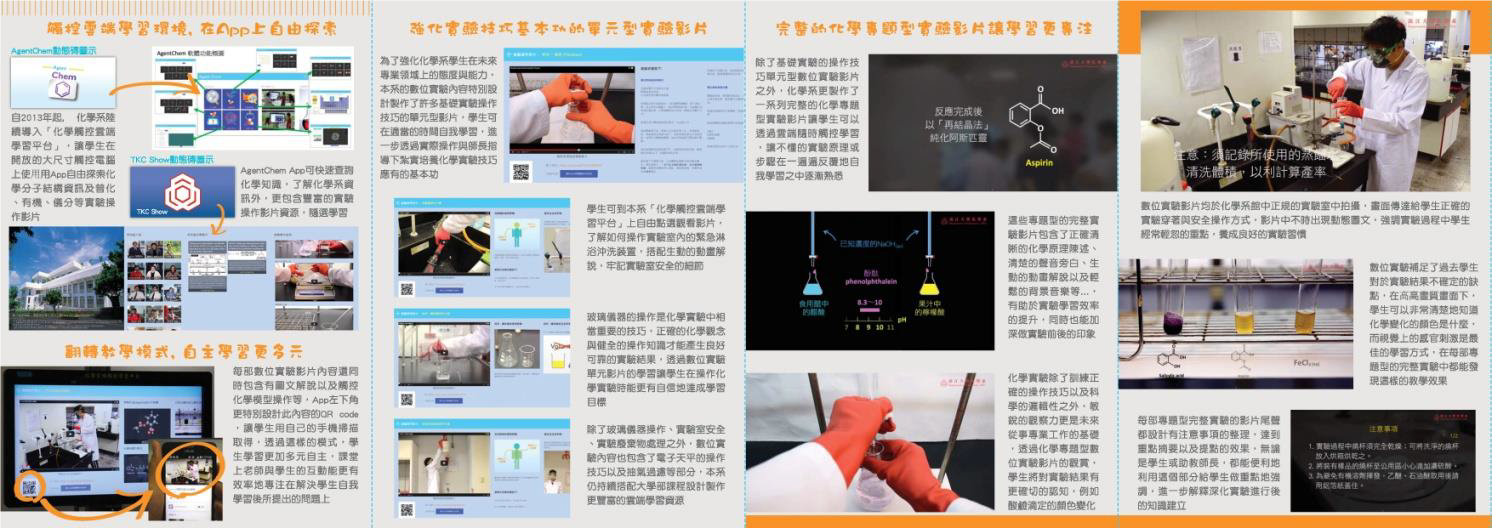 觸控雲端學習環境, 在App上自由探索
AgentChem動態磚圖示
AgentChem 軟體功能概要
Agent
Chem
自2013年起, 化學系陸
續導入「化學觸控雲端
學習平台」,讓學生在
開放的大尺寸觸控電腦
上使用用App自由探索化
學分子結構資訊及普化
、有機、儀分等實驗操
作影片
TKC Show動態磚圖示
TKC Show
AgentChem App可快速查詢
化學知識,了解化學系資
訊外,更包含豐富的實驗
操作影片資源,隨選學習
翻轉教學模式, 自主學習更多元
每部數位實驗影片內容還同
時包含有圖文解說以及觸控
化學模型操作等,App左下角
更特別設計此內容的QR code
,讓學生用自己的手機掃描
取得,透過這樣的模式,學
生學習更加多元自主,課堂
上老師與學生的互動能更有
效率地專注在解決學生自我
學習後所提出的問題上
強化實驗技巧基本功的單元型實驗影片
為了強化化學系學生在未來
專業領域上的態度與能力,
本系的數位實驗內容特別設
計製作了許多基礎實驗操作
技巧的單元型影片,學生可
在適當的時間自我學習,進
一步透過實際操作與師長指
導下紮實培養化學實驗技巧
應有的基本功
學生可到本系「化學觸控雲端學
習平台」上自由點選觀看影片,
了解如何操作實驗室內的緊急淋
浴沖洗裝置,搭配生動的動畫解
說,牢記實驗室安全的細節
玻璃儀器的操作是化學實驗中相
當重要的技巧,正確的化學觀念
與健全的操作知識才能產生良好
可靠的實驗結果,透過數位實驗
單元影片的學習讓學生在操作化
學實驗時能更有自信地達成學習
目標
除了玻璃儀器操作、實驗室安全
、實驗廢棄物處理之外,數位實
驗內容也包含了電子天平的操作
技巧以及抽氣過濾等部分,本系
仍持續搭配大學部課程設計製作
更豐富的雲端學習資源
完整的化學專題型實驗影片讓學習更專注
除了基礎實驗的操作技
巧單元型數位實驗影片
之外,化學系更製作了
一系列完整的化學專題
型實驗影片讓學生可以
透過雲端隨時觸控學習
,讓不懂的實驗原理或
步驟在一遍遍反覆地自
我學習之中逐漸熟悉
反應完成後
以「再結晶法」
純化阿斯匹靈
O
OH
O
O
Aspirin
已知濃度的NaOH(aq)
食用醋中
的醋酸
酚酞
phenolphthalein
8.3～10
pH
7 8 9 10 11
果汁中
的檸檬酸
這些專題型的完整實
驗影片包含了正確清
晰的化學原理陳述、
清楚的聲音旁白、生
動的動畫解說以及輕
鬆的背景音樂等...,
有助於實驗學習效率
的提升,同時也能加
深做實驗前後的印象
化學實驗除了訓練正
確的操作技巧以及科
學的邏輯性之外,敏
銳的觀察力更是未來
從事專業工作的基礎
,透過化學專題型數
位實驗影片的觀賞,
學生將對實驗結果有
更確切的認知,例如
酸鹼滴定的顏色變化
注意:須記錄所使用的蒸餾水
清洗體積,以利計算產率
數位實驗影片均於化學系館中正規的實驗室中拍攝,畫面傳達給學生正確的
實驗穿著與安全操作方式,影片中不時出現動態圖文,強調實驗過程中學生
經常輕忽的重點,養成良好的實驗習慣
Salicylic acid
FeCl3(aq)
數位實驗補足了過去學生
對於實驗結果不確定的缺
點,在高高畫質畫面下,
學生可以非常清楚地知道
化學變化的顏色是什麼,
而視覺上的感官刺激是最
佳的學習方式,在每部專
題型的完整實驗中都能發
現這樣的教學效果
每部專題型完整實驗的影片尾聲
都設計有注意事項的整理,達到
重點摘要以及提點的效果,無論
是學生或助教師長,都能便利地
利用這個部分給學生做重點地強
調,進一步解釋深化實驗進行後
的知識建立
注意事項
1/2
1. 實驗過程中燒杯須完全乾燥;可將洗淨的燒杯
放入烘箱烘乾之。
2. 將裝有樣品的燒杯至公用區小心滴加濃硫酸。
3. 為避免有機溶劑揮發,乙醚、石油醚取用後請
用鋁箔紙蓋住。